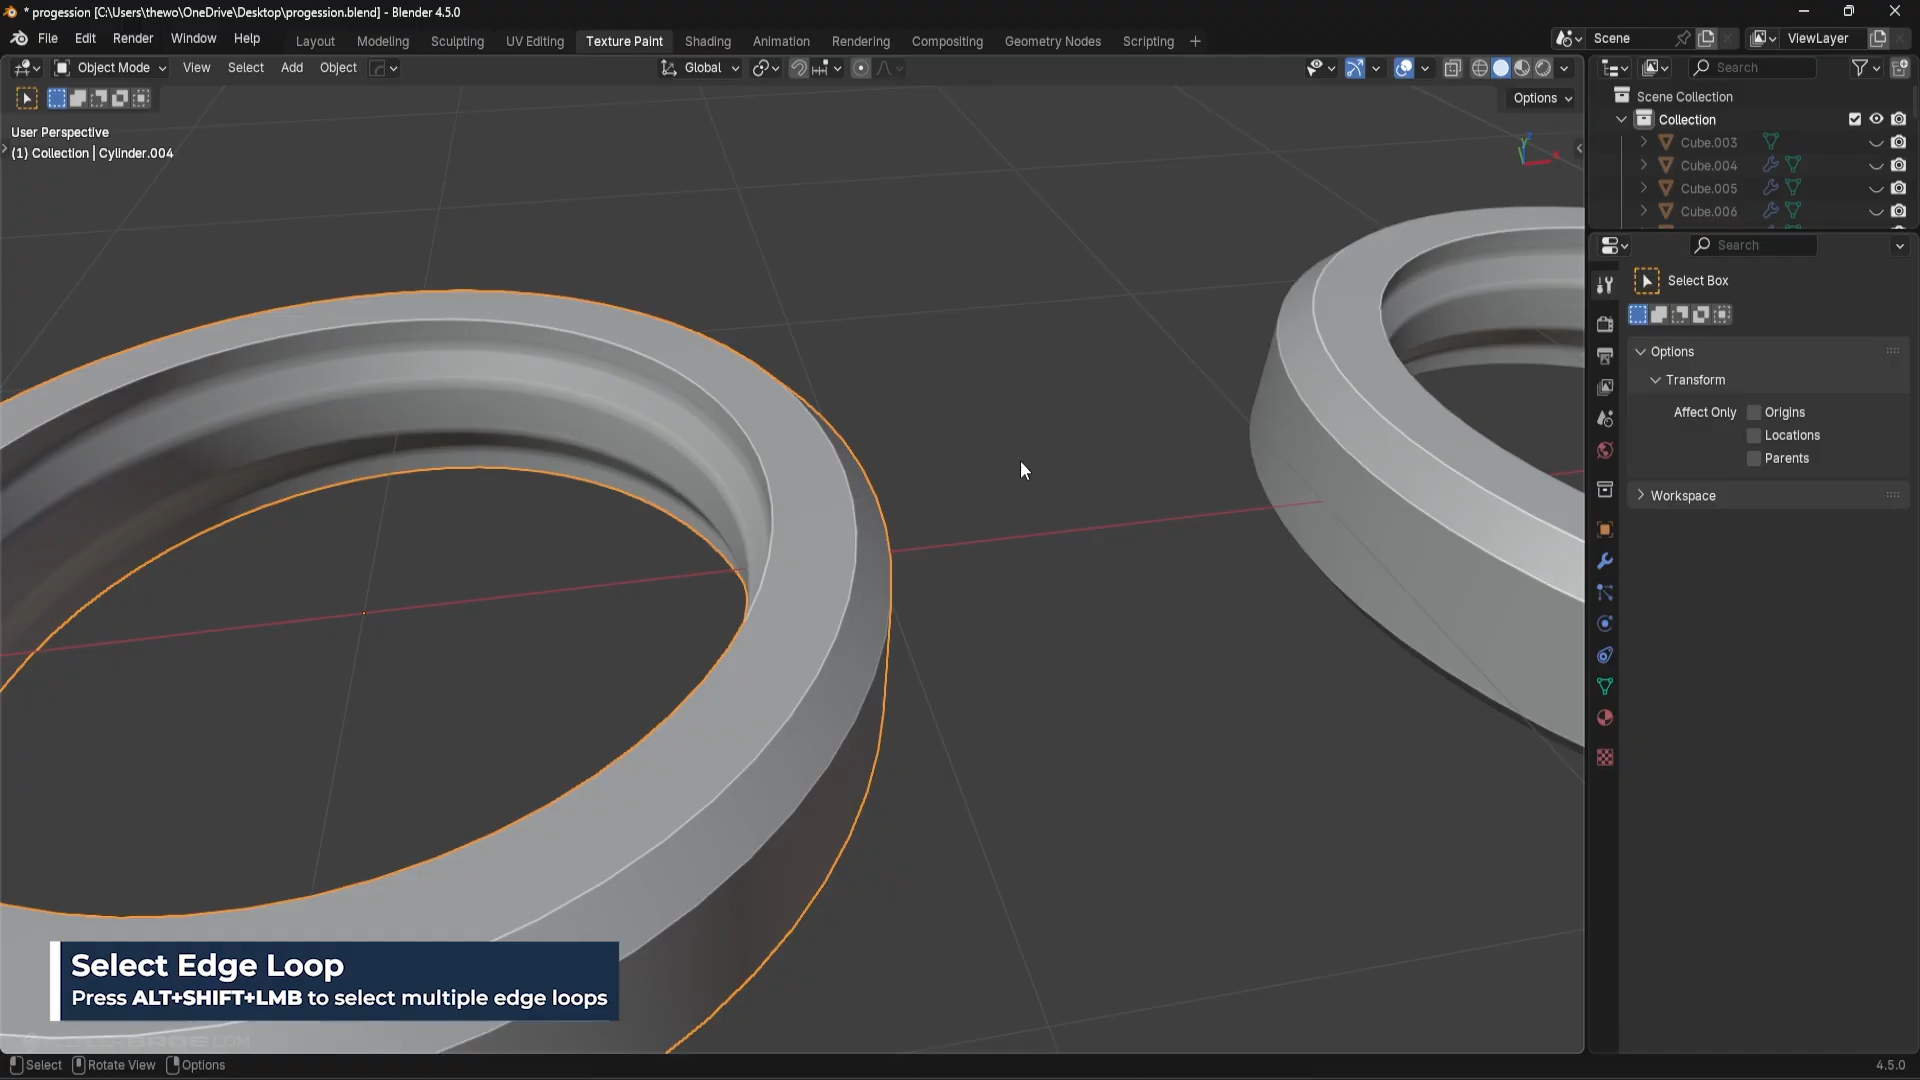 * progession [C:\Users\thewo\OneDrive\Desktop\progession.blend] - Blender 4.5.0
File Edit Render Window Help Layout Modeling Sculpting UV Editing Texture Paint Shading Animation Rendering Compositing Geometry Nodes Scripting + Scene ViewLayer
Object Mode View Select Add Object Global Search
Options
Scene Collection
Collection
Cube.003
Cube.004
Cube.005
Cube.006
User Perspective
(1) Collection | Cylinder.004
Z
Search
Select Box
Options
Transform
Affect Only Origins
Locations
Parents
Workspace
Select Edge Loop
Press ALT+SHIFT+LMB to select multiple edge loops
Select Rotate View Options 4.5.0